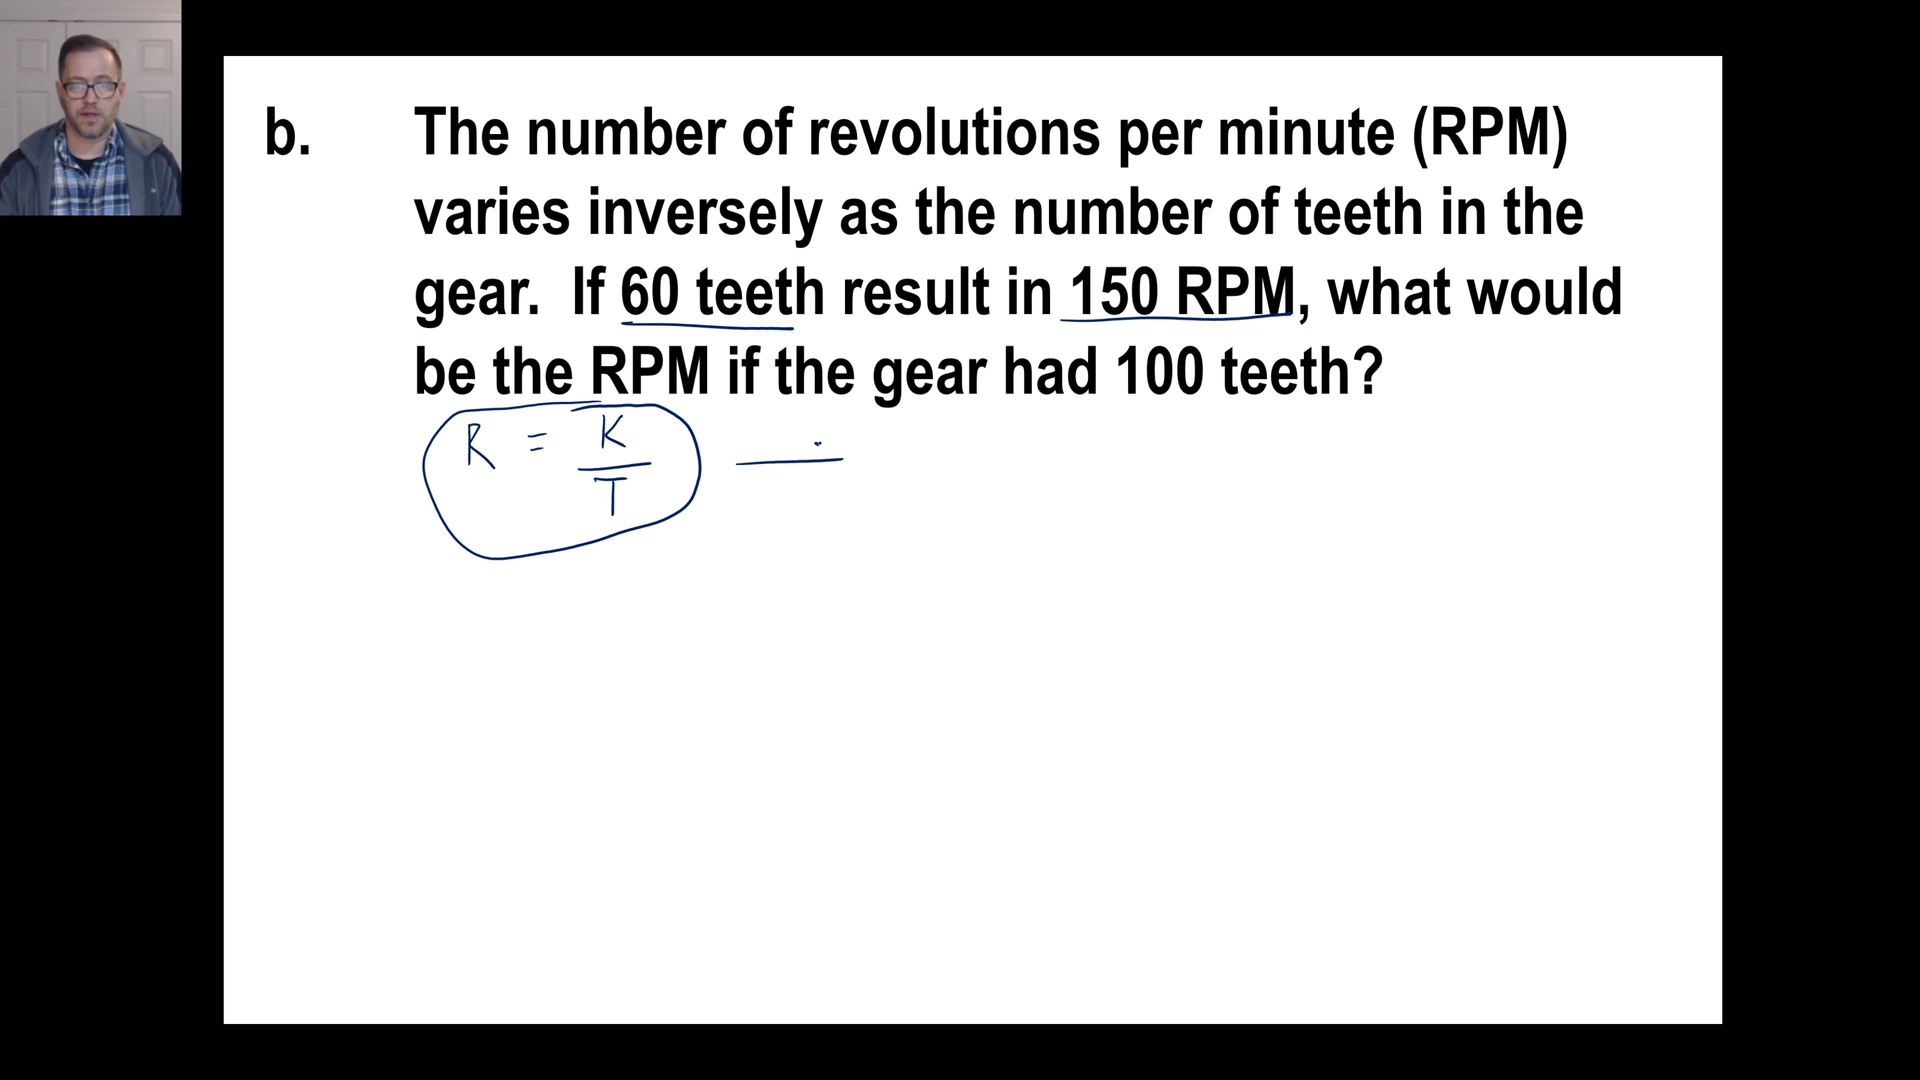 b. The number of revolutions per minute (RPM)
varies inversely as the number of teeth in the
gear. If 60 teeth result in 150 RPM, what would
be the RPM if the gear had 100 teeth?
R = K
T